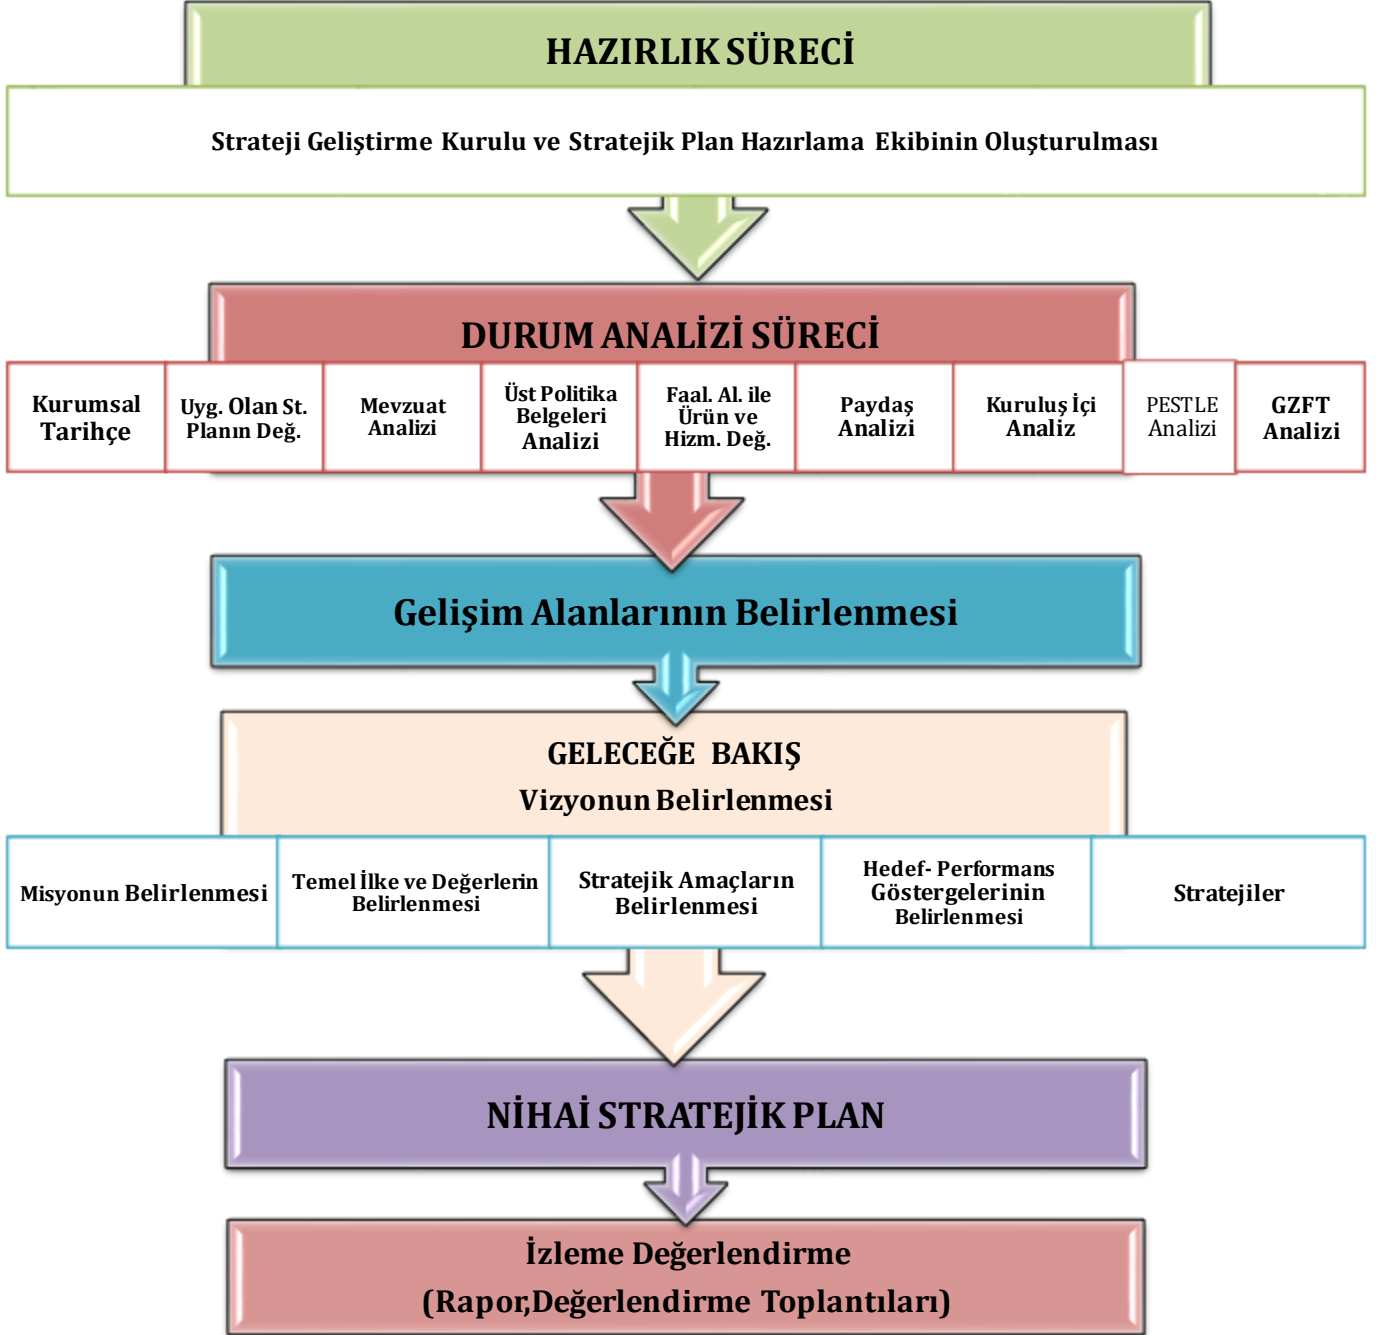 HAZIRLIK SÜRECİ
Strateji Geliştirme Kurulu ve Stratejik Plan Hazırlama Ekibinin Oluşturulması
DURUM ANALİZİ SÜRECİ
Kurumsal
Tarihçe
Uyg. Olan St.
Planın Değ.
Mevzuat
Analizi
Üst Politika
Belgeleri
Analizi
Faal. Al. ile
Ürün ve
Hizm. Değ.
Paydaş
Analizi
Kuruluş İçi
Analiz
PESTLE
Analizi
GZFT
Analizi
Gelişim Alanlarının Belirlenmesi
GELECEĞE BAKIŞ
Vizyonun Belirlenmesi
Misyonun Belirlenmesi
Temel İlke ve Değerlerin
Belirlenmesi
Stratejik Amaçların
Belirlenmesi
Hedef- Performans
Göstergelerinin
Belirlenmesi
Stratejiler
NİHAİ STRATEJİK PLAN
İzleme Değerlendirme
(Rapor,Değerlendirme Toplantıları)